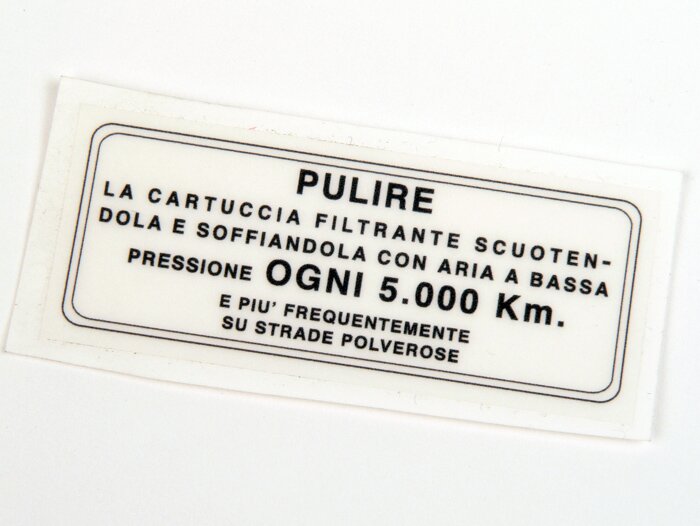 PULIRE
LA CARTUCCIA FILTRANTE SCUOTEN-
DOLA E SOFFIANDOLA CON ARIA A BASSA
PRESSIONE OGNI 5.000 Km.
E PIU' FREQUENTEMENTE
SU STRADE POLVEROSE